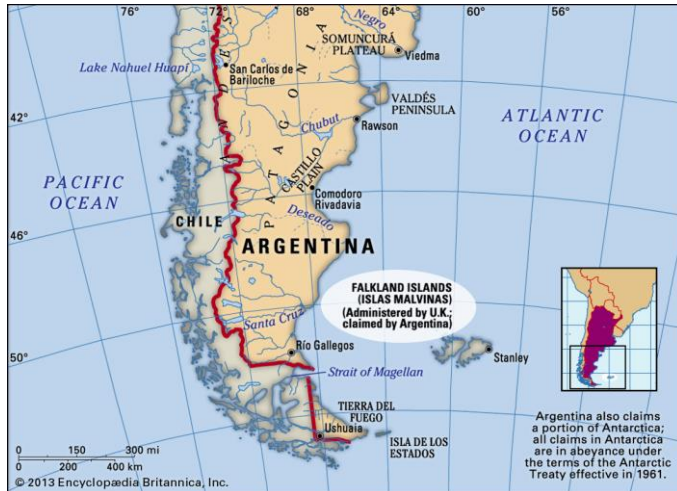 76°
72°
68°
64°
60°
56°
Negro
SOMUNCURÁ
PLATEAU
Viedma
Lake Nahuel Huapí
San Carlos de
Bariloche
VALDÉS
PENINSULA
ATLANTIC
OCEAN
42°
Chubut
Rawson
ANDES
PATAGONIA
CASTILLO
PLAIN
PACIFIC
OCEAN
Comodoro
Rivadavia
CHILE
Deseado
46°
ARGENTINA
FALKLAND ISLANDS
(ISLAS MALVINAS)
(Administered by U.K.;
claimed by Argentina)
Santa Cruz
50°
Río Gallegos
Stanley
Strait of Magellan
TIERRA DEL
FUEGO
Ushuaia
ISLA DE LOS
ESTADOS
Argentina also claims
a portion of Antarctica;
all claims in Antarctica
are in abeyance under
the terms of the Antarctic
Treaty effective in 1961.
0 150 300 mi
0 200 400 km
© 2013 Encyclopædia Britannica, Inc.